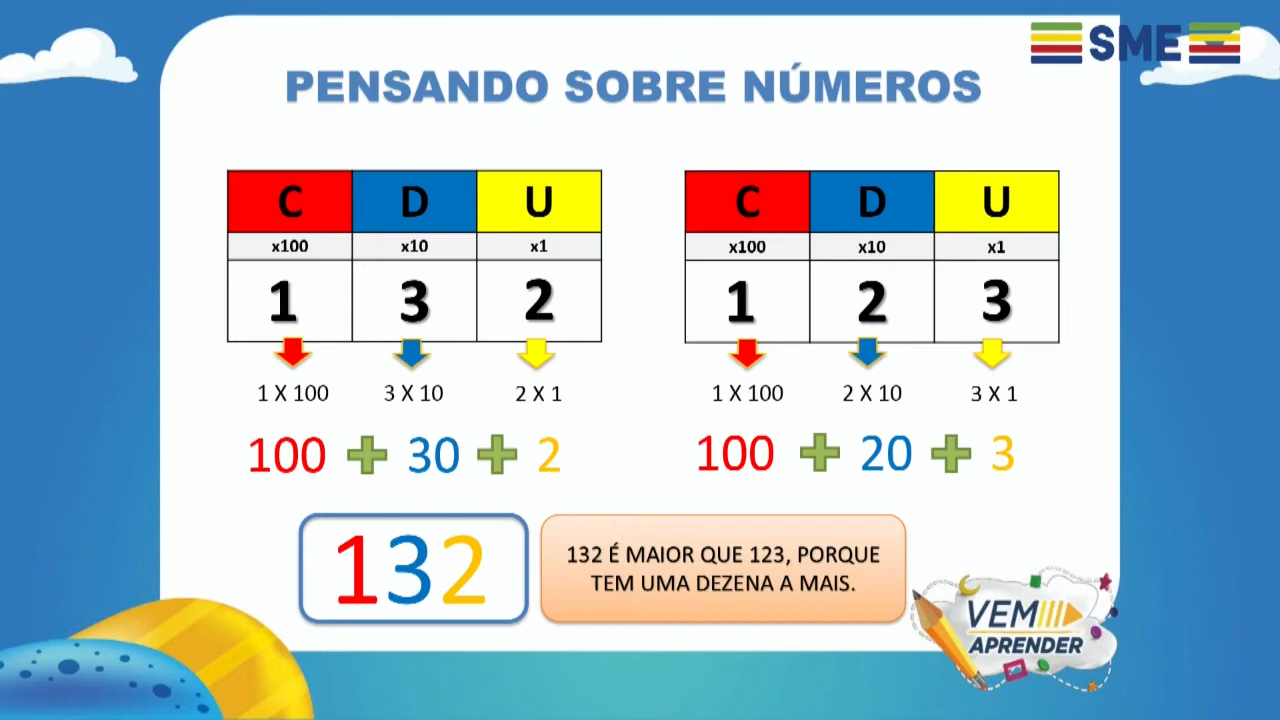 SME
PENSANDO SOBRE NÚMEROS
C D U
x100 x10 x1
1 3 2
1 X 100 3 X 10 2 X 1
100 + 30 + 2
C D U
x100 x10 x1
1 2 3
1 X 100 2 X 10 3 X 1
100 + 20 + 3
132
132 É MAIOR QUE 123, PORQUE
TEM UMA DEZENA A MAIS.
VEM
APRENDER